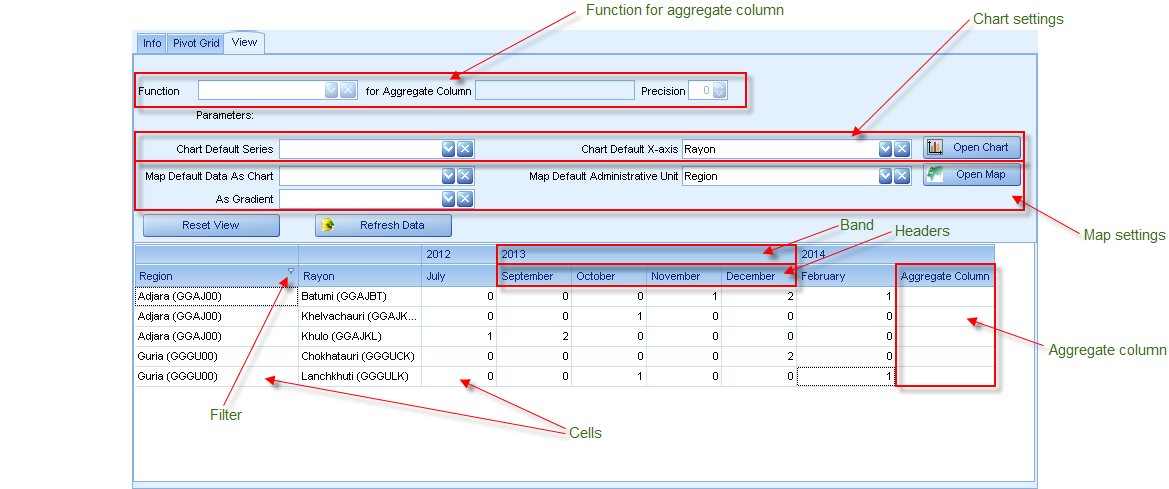 Function for aggregate column
Chart settings
Info Pivot Grid View
Function for Aggregate Column Precision 0
Parameters:
Chart Default Series Chart Default X-axis Rayon Open Chart
Map Default Data As Chart Map Default Administrative Unit Region Open Map
As Gradient
Reset View Refresh Data
Band
Headers
Map settings
2012 2013 2014
Region Rayon July September October November December February Aggregate Column
Adjara (GGAJ00) Batumi (GGAJBT) 0 0 0 1 2 1
Adjara (GGAJ00) Khelvachauri (GGAJK... 0 0 1 0 0 0
Adjara (GGAJ00) Khulo (GGAJKL) 1 2 0 0 0 0
Guria (GGGU00) Chokhatauri (GGGUCK) 0 0 0 0 2 0
Guria (GGGU00) Lanchkhuti (GGGULK) 0 0 1 0 0 1
Aggregate column
Filter
Cells